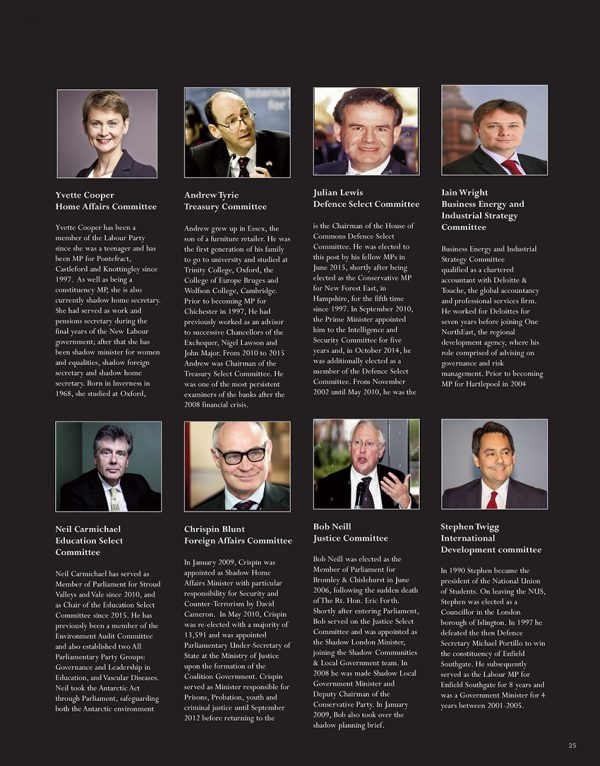 Yvette Cooper
Home Affairs Committee
Yvette Cooper has been a
member of the Labour Party
since she was a teenager and has
been MP for Pontefract,
Castleford and Knottingley since
1997.  As well as being a
constituency MP, she is also
currently shadow home secretary.
She had served as work and
pensions secretary during the
final years of the New Labour
government; after that she has
been shadow minister for women
and equalities, shadow foreign
secretary and shadow home
secretary. Born in Inverness in
1968, she studied at Oxford,
Andrew Tyrie
Treasury Committee
Andrew grew up in Essex, the
son of a furniture retailer. He was
the first generation of his family
to go to university and studied at
Trinity College, Oxford, the
College of Europe Bruges and
Wolfson College, Cambridge.
Prior to becoming MP for
Chichester in 1997, He had
previously worked as an advisor
to successive Chancellors of the
Exchequer, Nigel Lawson and
John Major. From 2010 to 2015
Andrew was Chairman of the
Treasury Select Committee. He
was one of the most persistent
examiners of the banks after the
2008 financial crisis.
Julian Lewis
Defence Select Committee
is the Chairman of the House of
Commons Defence Select
Committee. He was elected to
this post by his fellow MPs in
June 2015, shortly after being
elected as the Conservative MP
for New Forest East, in
Hampshire, for the fifth time
since 1997. In September 2010,
the Prime Minister appointed
him to the Intelligence and
Security Committee for five
years and, in October 2014, he
was additionally elected as a
member of the Defence Select
Committee. From November
2002 until May 2010, he was the
Iain Wright
Business Energy and
Industrial Strategy
Committee
Business Energy and Industrial
Strategy Committee
qualified as a chartered
accountant with Deloitte &
Touche, the global accountancy
and professional services firm.
He worked for Deloittes for
seven years before joining One
NorthEast, the regional
development agency, where his
role comprised of advising on
governance and risk
management. Prior to becoming
MP for Hartlepool in 2004
Neil Carmichael
Education Select
Committee
Neil Carmichael has served as
Member of Parliament for Stroud
Valleys and Vale since 2010, and
as Chair of the Education Select
Committee since 2015. He has
previously been a member of the
Environment Audit Committee
and also established two All
Parliamentary Party Groups;
Governance and Leadership in
Education, and Vascular Diseases.
Neil took the Antarctic Act
through Parliament, safeguarding
both the Antarctic environment
Chrispin Blunt
Foreign Affairs Committee
In January 2009, Crispin was
appointed as Shadow Home
Affairs Minister with particular
responsibility for Security and
Counter-Terrorism by David
Cameron.  In May 2010, Crispin
was re-elected with a majority of
13,591 and was appointed
Parliamentary Under-Secretary of
State at the Ministry of Justice
upon the formation of the
Coalition Government. Crispin
served as Minister responsible for
Prisons, Probation, youth and
criminal justice until September
2012 before returning to the
Bob Neill
Justice Committee
Bob Neill was elected as the
Member of Parliament for
Bromley & Chislehurst in June
2006, following the sudden death
of The Rt. Hon. Eric Forth.
Shortly after entering Parliament,
Bob served on the Justice Select
Committee and was appointed as
the Shadow London Minister,
joining the Shadow Communities
& Local Government team. In
2008 he was made Shadow Local
Government Minister and
Deputy Chairman of the
Conservative Party. In January
2009, Bob also took over the
shadow planning brief.
Stephen Twigg
International
Development committee
In 1990 Stephen became the
president of the National Union
of Students. On leaving the NUS,
Stephen was elected as a
Councillor in the London
borough of Islington. In 1997 he
defeated the then Defence
Secretary Michael Portillo to win
the constituency of Enfield
Southgate. He subsequently
served as the Labour MP for
Enfield Southgate for 8 years and
was a Government Minister for 4
years between 2001-2005.
25